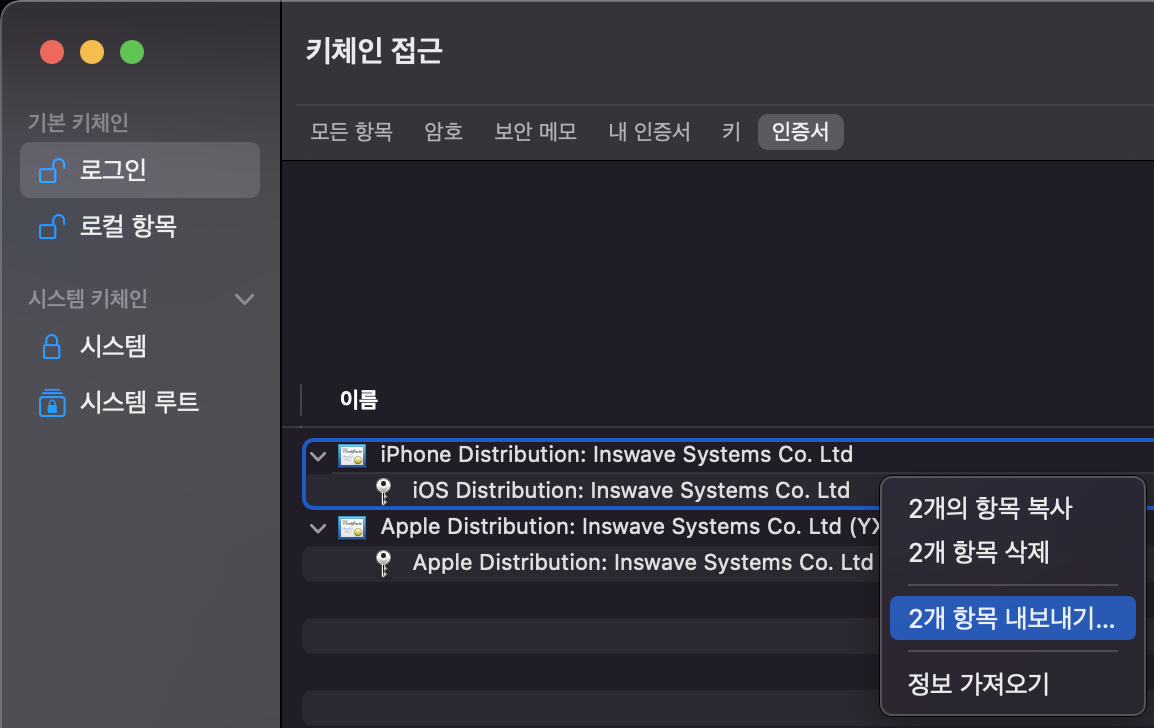 키체인 접근
기본 키체인
로그인
로컬 항목
시스템 키체인
시스템
시스템 루트
모든 항목 암호 보안 메모 내 인증서 키 인증서
이름
iPhone Distribution: Inswave Systems Co. Ltd
iOS Distribution: Inswave Systems Co. Ltd
Apple Distribution: Inswave Systems Co. Ltd (YX
Apple Distribution: Inswave Systems Co. Ltd
2개의 항목 복사
2개 항목 삭제
2개 항목 내보내기...
정보 가져오기